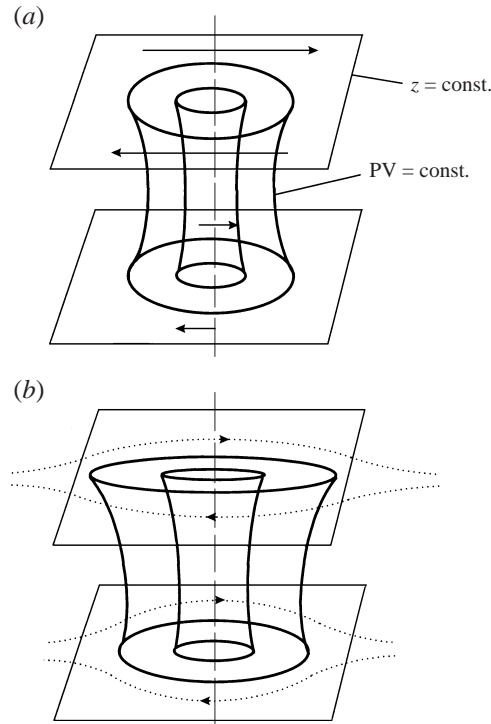 (a)
z = const.
PV = const.
(b)